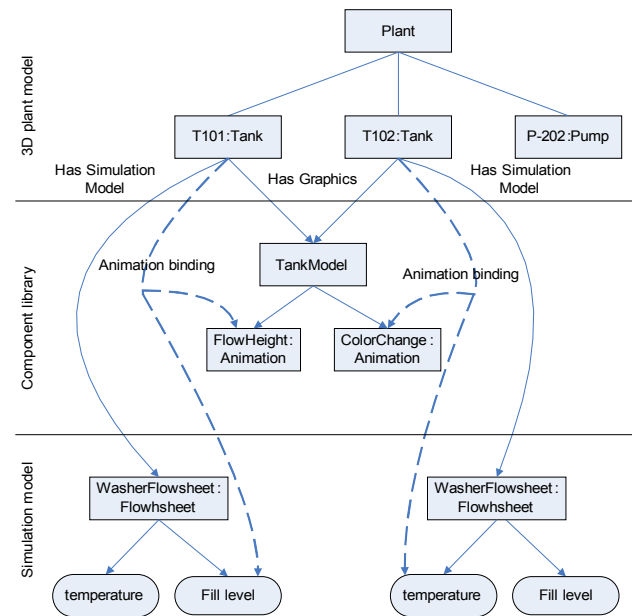 Plant
3D plant model
T101:Tank
T102:Tank
P-202:Pump
Has Simulation
Model
Has Graphics
Has Simulation
Model
Component library
Animation binding
TankModel
Animation binding
FlowHeight:
Animation
ColorChange:
Animation
Simulation model
WasherFlowsheet:
Flowhsheet
WasherFlowsheet:
Flowhsheet
temperature
Fill level
temperature
Fill level